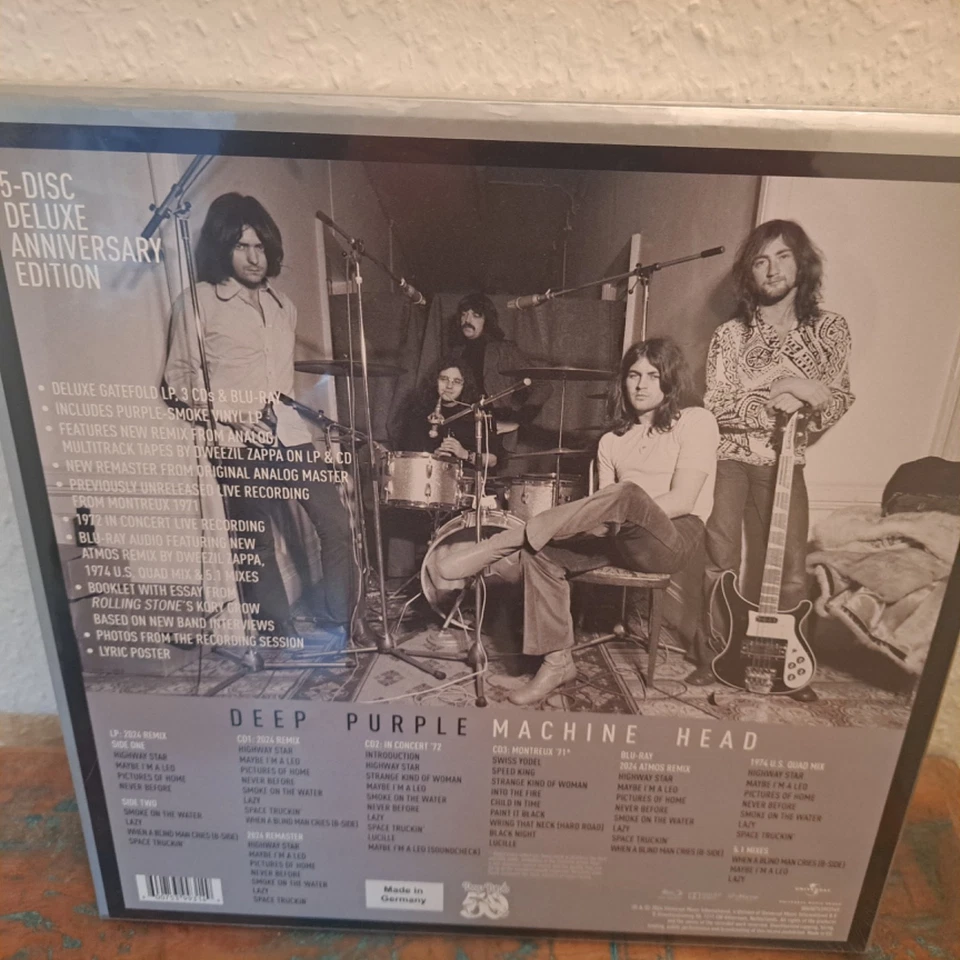 5-DISC
DELUXE
ANNIVERSARY
EDITION
• DELUXE GATEFOLD LP, 3 CDs & BLU-RAY
• INCLUDES PURPLE-SMOKE VINYL LP
• FEATURES NEW REMIX FROM ANALOG
MULTITRACK TAPES BY DWEEZIL ZAPPA ON LP & CD
• NEW REMASTER FROM ORIGINAL ANALOG MASTER
• PREVIOUSLY UNRELEASED LIVE RECORDING
FROM MONTREUX 1971
• 1972 IN CONCERT LIVE RECORDING
• BLU-RAY AUDIO FEATURING NEW
ATMOS REMIX BY DWEEZIL ZAPPA,
1974 U.S. QUAD MIX & 5.1 MIXES
• BOOKLET WITH ESSAY FROM
ROLLING STONE'S KORY GROW
BASED ON NEW BAND INTERVIEWS
• PHOTOS FROM THE RECORDING SESSION
• LYRIC POSTER
DEEP PURPLE MACHINE HEAD
LP: 2024 REMIX
SIDE ONE
HIGHWAY STAR
MAYBE I'M A LEO
PICTURES OF HOME
NEVER BEFORE
SIDE TWO
SMOKE ON THE WATER
LAZY
WHEN A BLIND MAN CRIES (B-SIDE)
SPACE TRUCKIN'
CD1: 2024 REMIX
HIGHWAY STAR
MAYBE I'M A LEO
PICTURES OF HOME
NEVER BEFORE
SMOKE ON THE WATER
LAZY
SPACE TRUCKIN'
WHEN A BLIND MAN CRIES (B-SIDE)
2024 REMASTER
HIGHWAY STAR
MAYBE I'M A LEO
PICTURES OF HOME
NEVER BEFORE
SMOKE ON THE WATER
LAZY
SPACE TRUCKIN'
CD2: IN CONCERT '72
INTRODUCTION
HIGHWAY STAR
STRANGE KIND OF WOMAN
MAYBE I'M A LEO
SMOKE ON THE WATER
NEVER BEFORE
LAZY
SPACE TRUCKIN'
LUCILLE
MAYBE I'M A LEO (SOUNDCHECK)
CD3: MONTREUX '71*
SWISS YODEL
SPEED KING
STRANGE KIND OF WOMAN
INTO THE FIRE
CHILD IN TIME
PAINT IT BLACK
WRING THAT NECK (HARD ROAD)
BLACK NIGHT
LUCILLE
BLU-RAY
2024 ATMOS REMIX
HIGHWAY STAR
MAYBE I'M A LEO
PICTURES OF HOME
NEVER BEFORE
SMOKE ON THE WATER
LAZY
SPACE TRUCKIN'
WHEN A BLIND MAN CRIES (B-SIDE)
1974 U.S. QUAD MIX
HIGHWAY STAR
MAYBE I'M A LEO
PICTURES OF HOME
NEVER BEFORE
SMOKE ON THE WATER
LAZY
SPACE TRUCKIN'
5.1 MIXES
WHEN A BLIND MAN CRIES (B-SIDE)
MAYBE I'M A LEO
LAZY
Made in
Germany
50